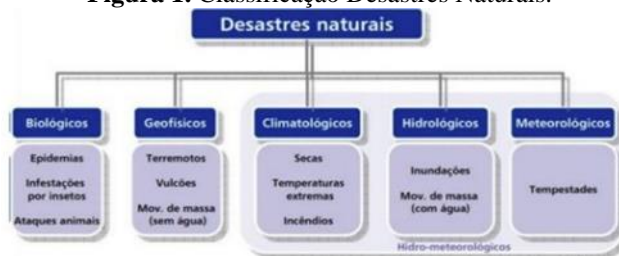 Figura 1. Classificação Desastres Naturais.
Desastres naturais
Biológicos
Epidemias
Infestações
por insetos
Ataques animais
Geofísicos
Terremotos
Vulcões
Mov. de massa
(sem água)
Climatológicos
Secas
Temperaturas
extremas
Incêndios
Hidrológicos
Inundações
Mov. de massa
(com água)
Meteorológicos
Tempestades
Hidro-meteorológicos